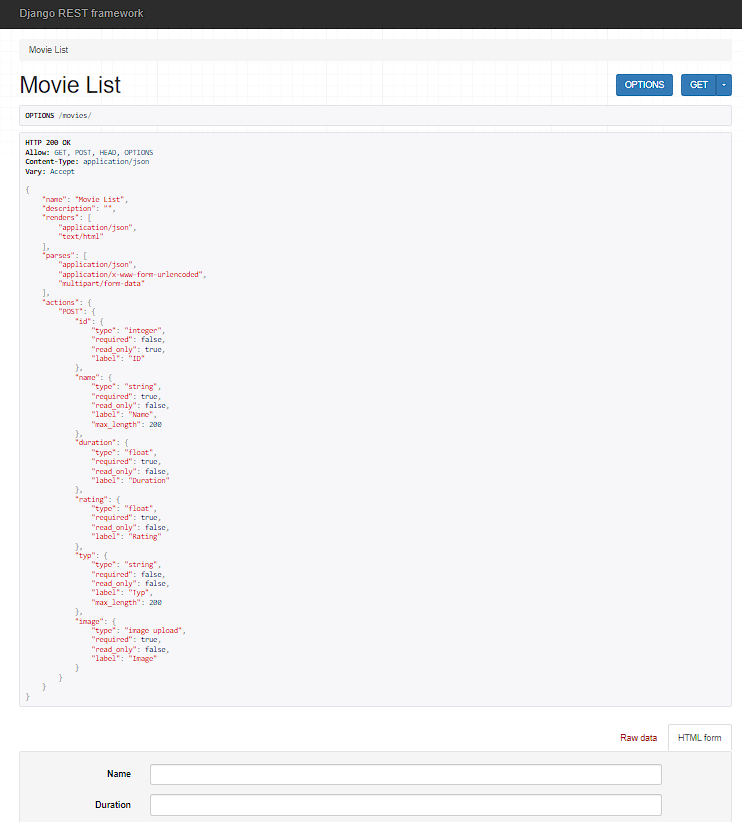 Django REST framework
Movie List
Movie List
OPTIONS
GET
OPTIONS /movies/
HTTP 200 OK
Allow: GET, POST, HEAD, OPTIONS
Content-Type: application/json
Vary: Accept
{
"name": "Movie List",
"description": "",
"renders": [
"application/json",
"text/html"
],
"parses": [
"application/json",
"application/x-www-form-urlencoded",
"multipart/form-data"
],
"actions": {
"POST": {
"id": {
"type": "integer",
"required": false,
"read_only": true,
"label": "ID"
},
"name": {
"type": "string",
"required": true,
"read_only": false,
"label": "Name",
"max_length": 200
},
"duration": {
"type": "float",
"required": true,
"read_only": false,
"label": "Duration"
},
"rating": {
"type": "float",
"required": true,
"read_only": false,
"label": "Rating"
},
"typ": {
"type": "string",
"required": false,
"read_only": false,
"label": "Typ",
"max_length": 200
},
"image": {
"type": "image upload",
"required": true,
"read_only": false,
"label": "Image"
}
}
}
}
Raw data
HTML form
Name
Duration